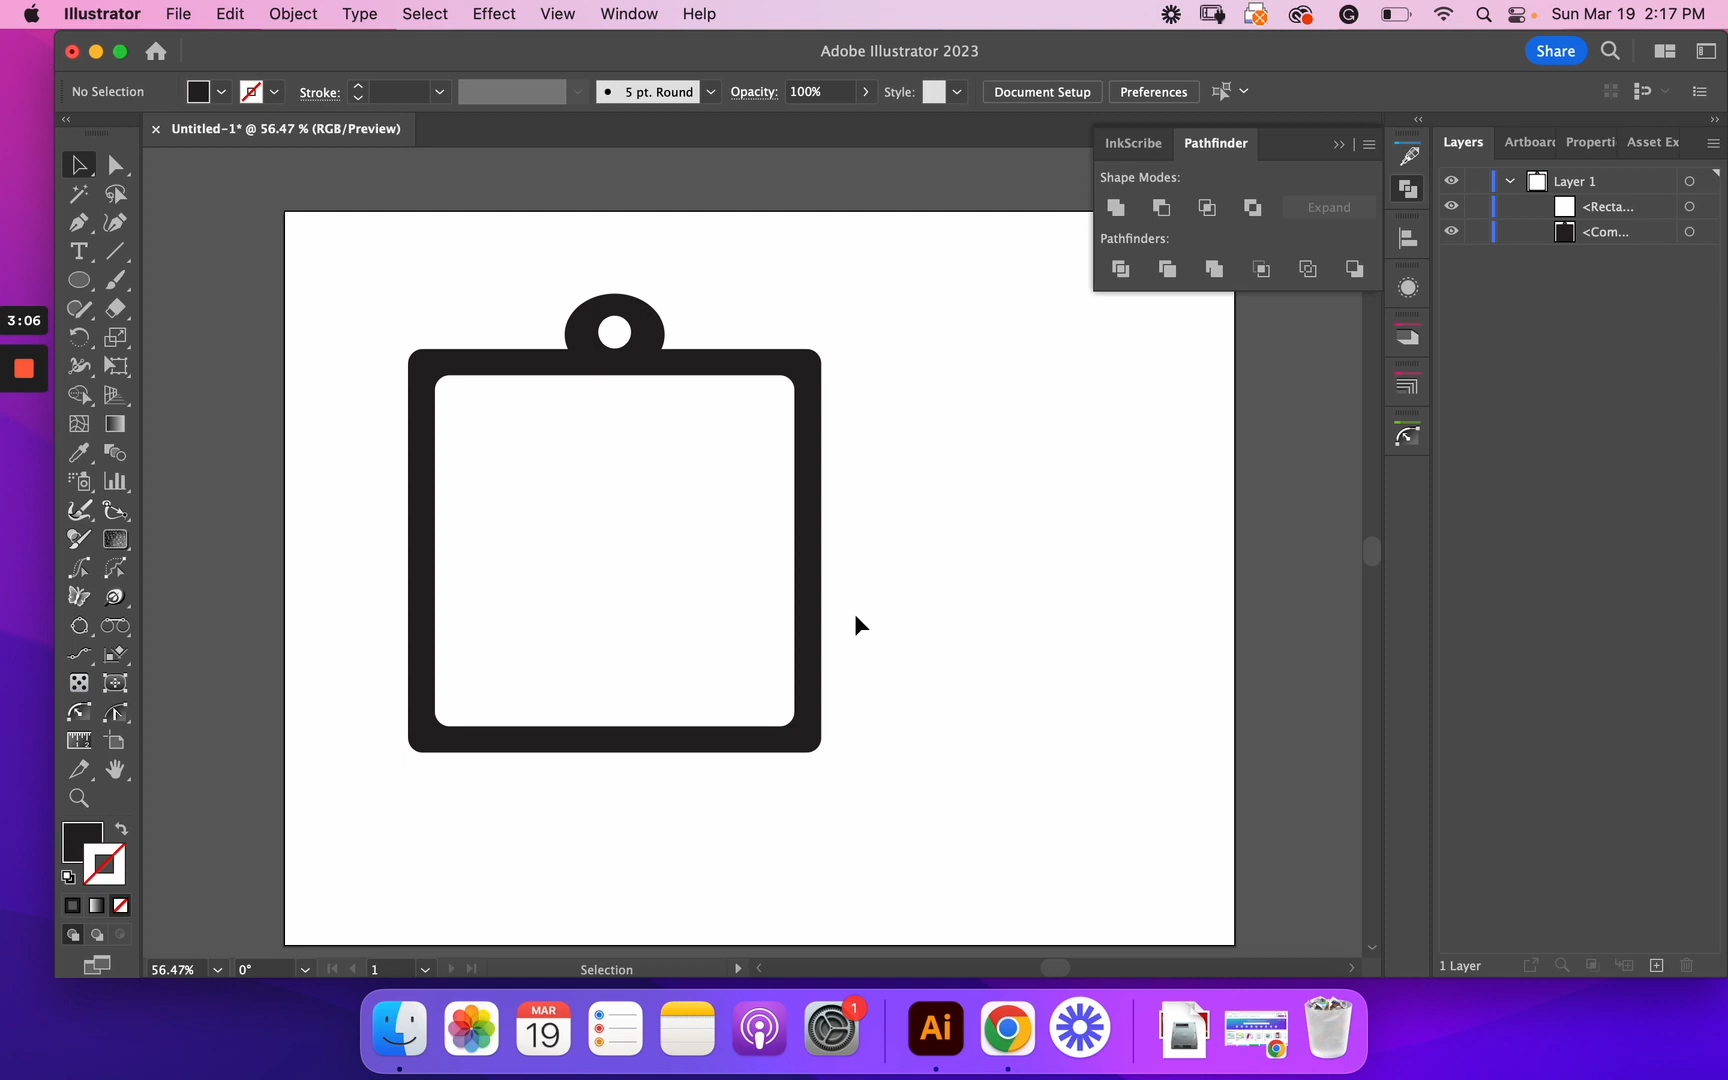 Illustrator File Edit Object Type Select Effect View Window Help
Sun Mar 19 2:17 PM
Adobe Illustrator 2023
Share
No Selection
Stroke:
5 pt. Round
Opacity: 100%
Style:
Document Setup
Preferences
Untitled-1* @ 56.47 % (RGB/Preview)
InkScribe
Pathfinder
Shape Modes:
Expand
Pathfinders:
Layers
Artboard
Properti
Asset Ex
Layer 1
<Recta...
<Com...
3:06
56.47%
0°
1
Selection
1 Layer
1
MAR
19
Ai